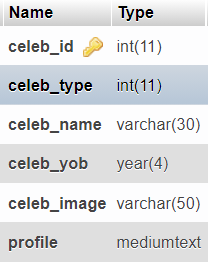 Name Type
celeb_id int(11)
celeb_type int(11)
celeb_name varchar(30)
celeb_yob year(4)
celeb_image varchar(50)
profile mediumtext